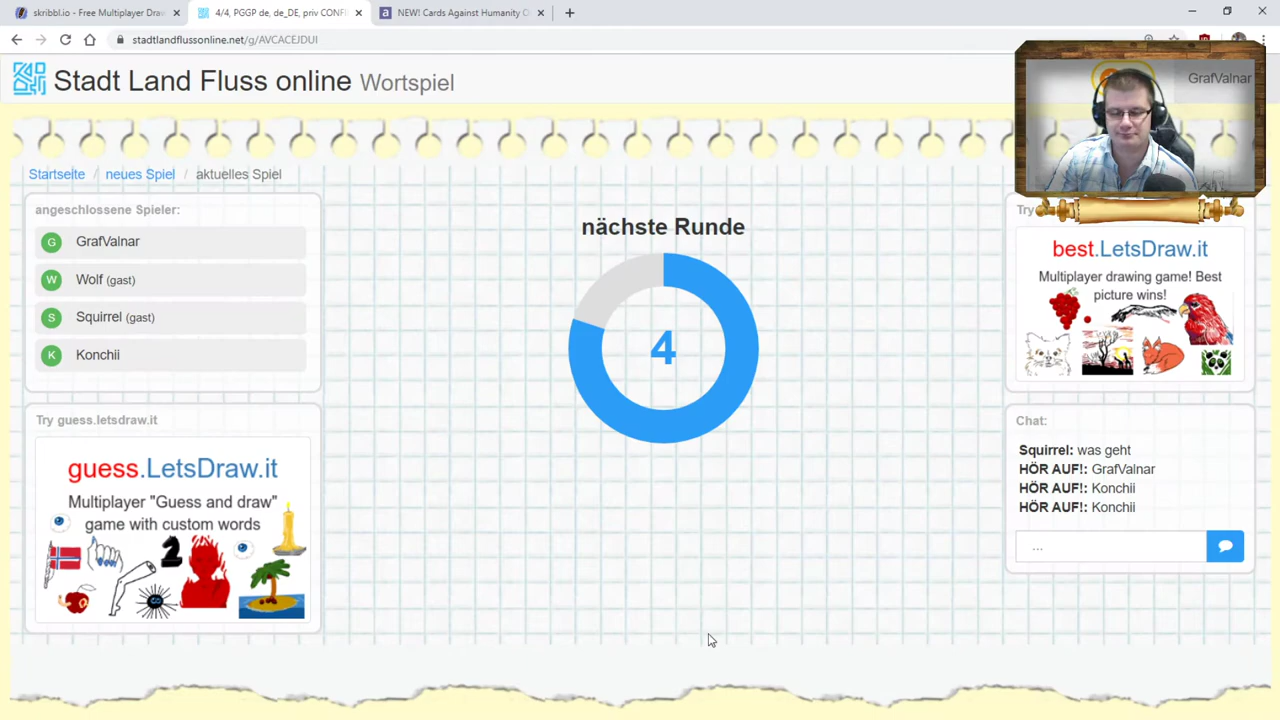 skribbl.io - Free Multiplayer Draw
4/4, PGGP de, de_DE, priv CONFI
NEW! Cards Against Humanity O
stadtlandflussonline.net/g/AVCACEJDUI
Stadt Land Fluss online Wortspiel
GrafValnar
Startseite / neues Spiel / aktuelles Spiel
angeschlossene Spieler:
G GrafValnar
W Wolf (gast)
S Squirrel (gast)
K Konchii
Try guess.letsdraw.it
guess.LetsDraw.it
Multiplayer "Guess and draw"
game with custom words
nächste Runde
4
Try
best.LetsDraw.it
Multiplayer drawing game! Best
picture wins!
Chat:
Squirrel: was geht
HÖR AUF!: GrafValnar
HÖR AUF!: Konchii
HÖR AUF!: Konchii
...